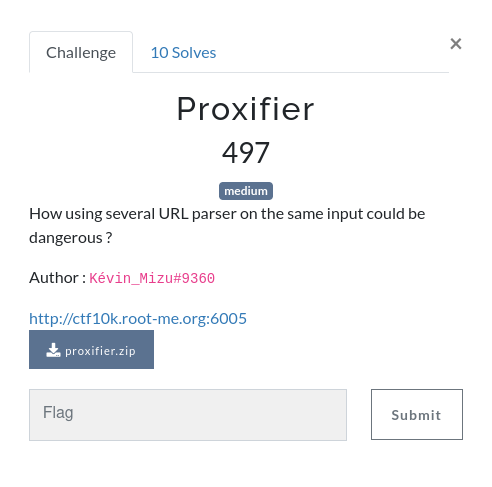 Challenge
10 Solves
×
Proxifier
497
medium
How using several URL parser on the same input could be
dangerous ?
Author : Kévin_Mizu#9360
http://ctf10k.root-me.org:6005
proxifier.zip
Flag
Submit